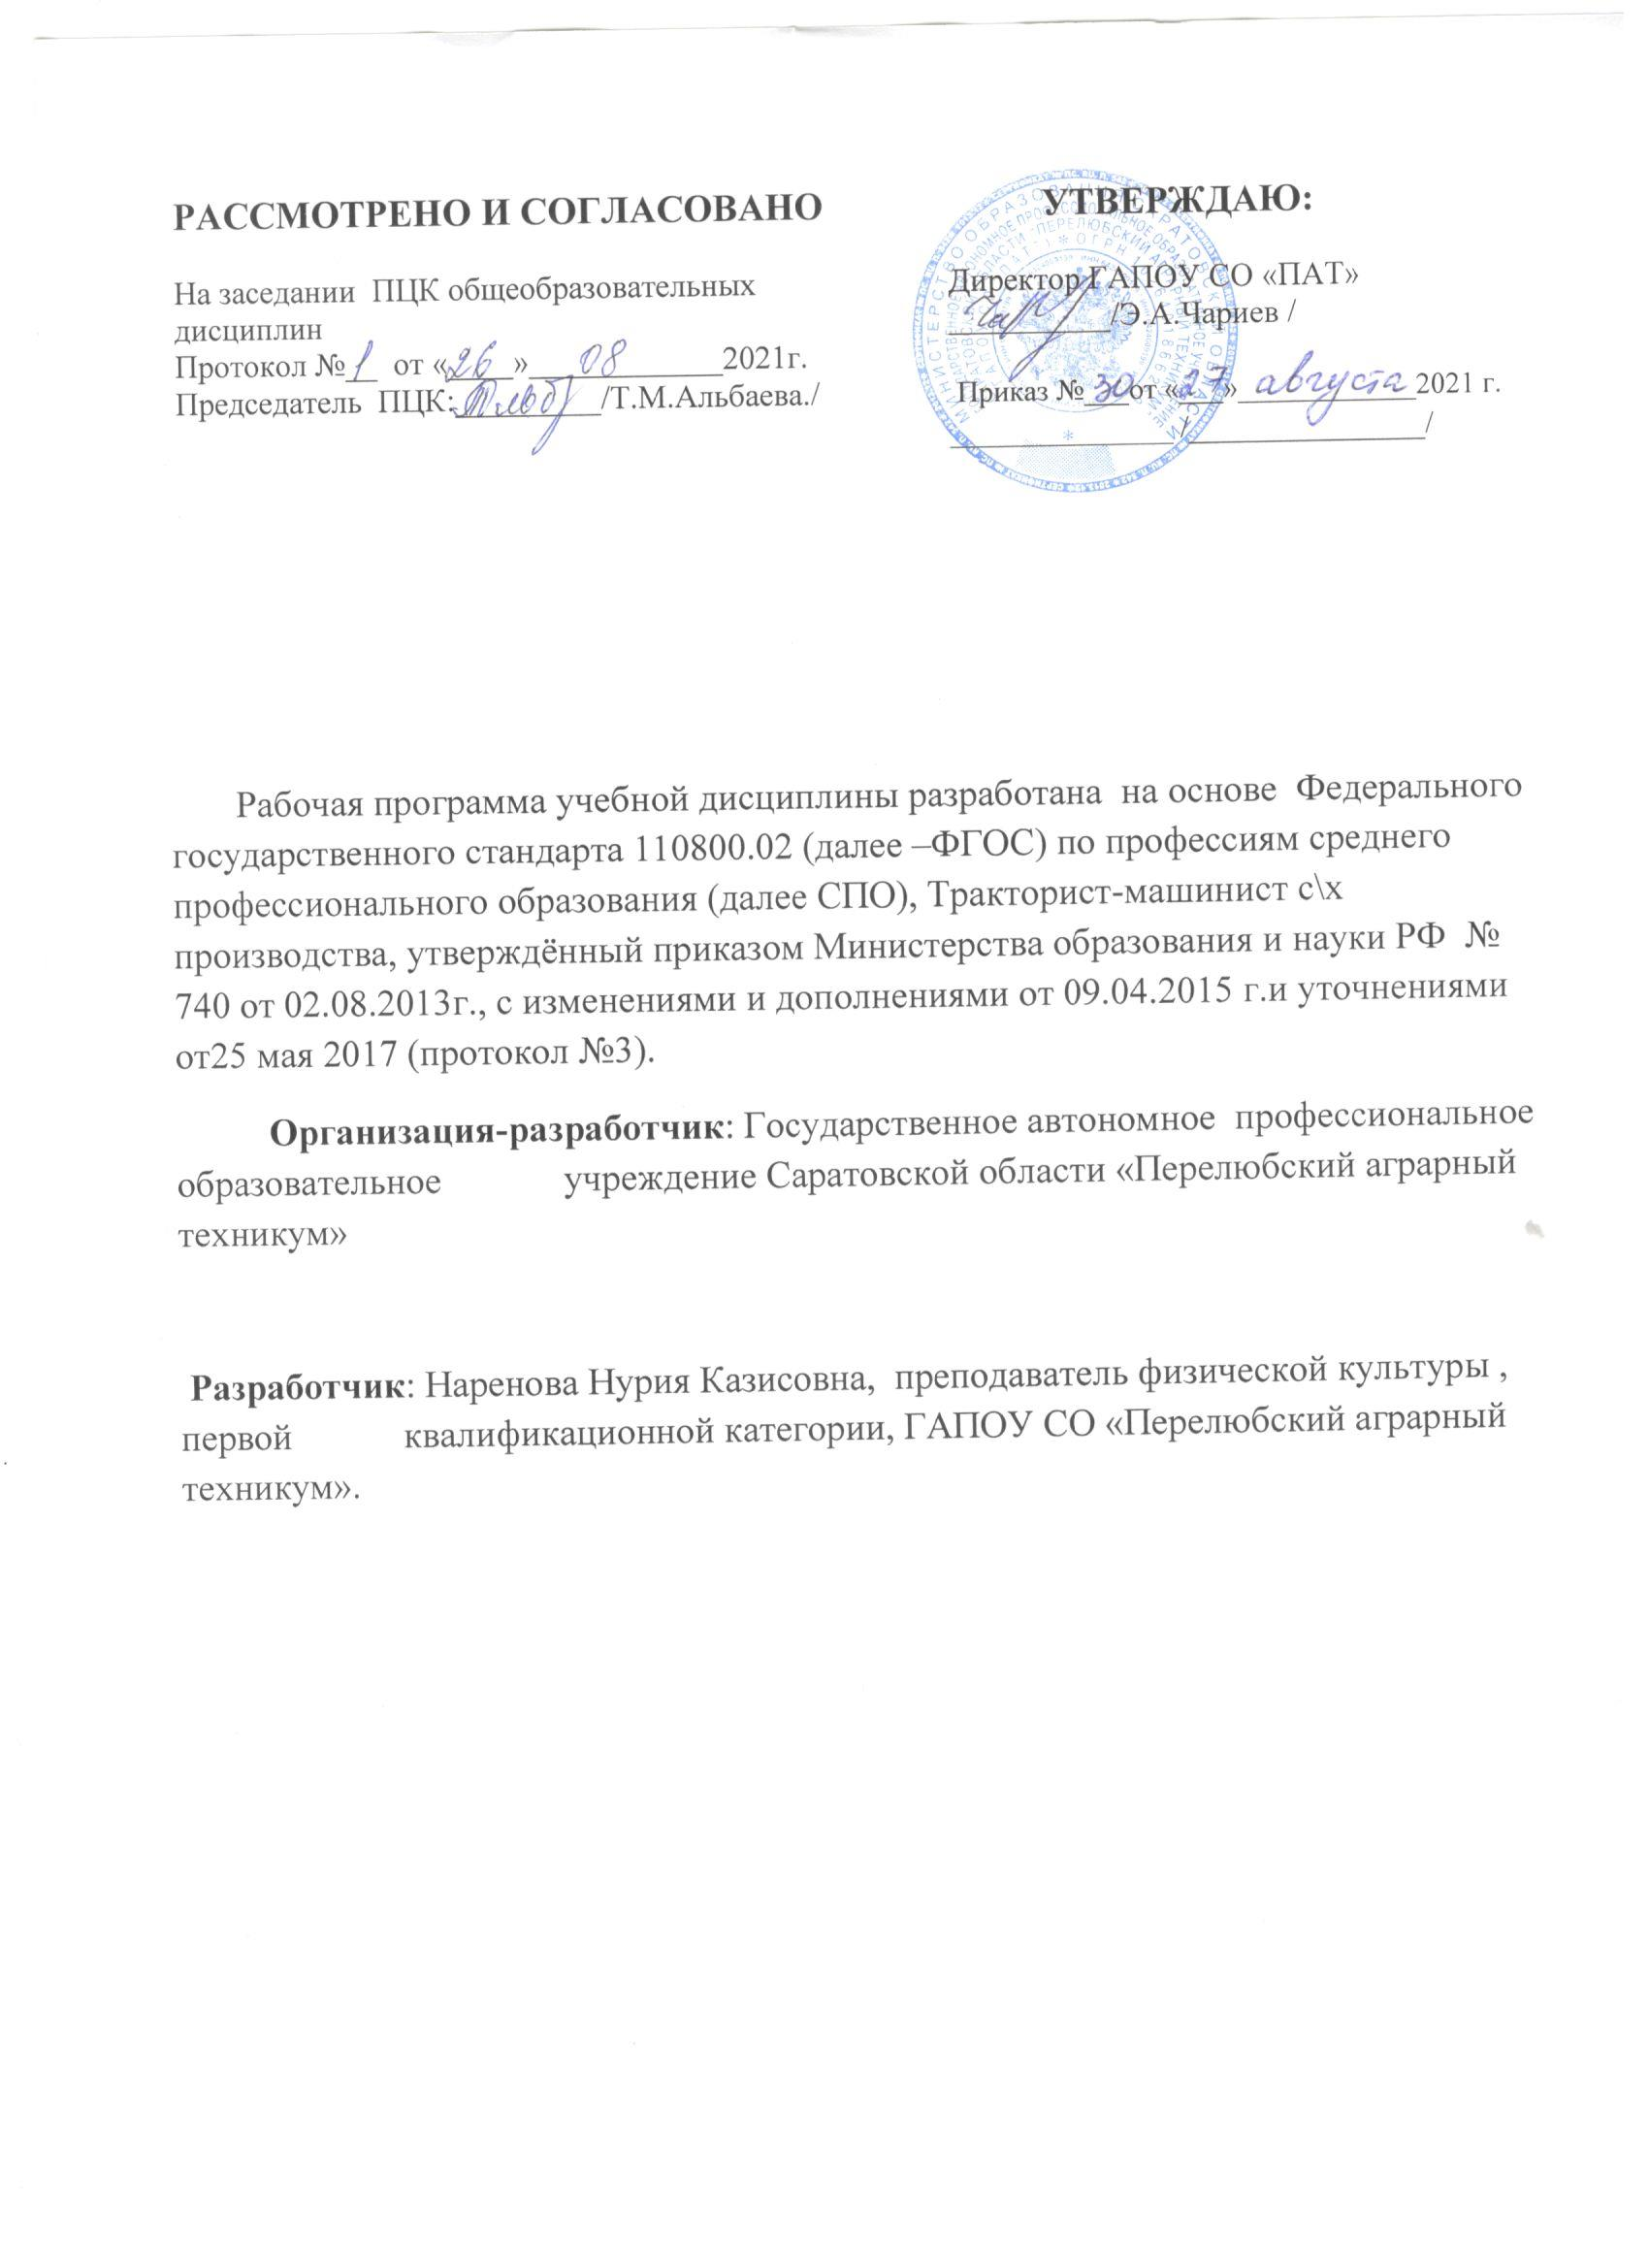 РАССМОТРЕНО И СОГЛАСОВАНО
На заседании ПЦК общеобразовательных
дисциплин
Протокол № 1 от «26» 08 2021г.
Председатель ПЦК: /Т.М.Альбаева./
УТВЕРЖДАЮ:
Директор ГАПОУ СО «ПАТ»
/Э.А.Чариев /
Приказ № 30 от «27» августа 2021 г.
/ /
Рабочая программа учебной дисциплины разработана на основе Федерального
государственного стандарта 110800.02 (далее –ФГОС) по профессиям среднего
профессионального образования (далее СПО), Тракторист-машинист с\х
производства, утверждённый приказом Министерства образования и науки РФ №
740 от 02.08.2013г., с изменениями и дополнениями от 09.04.2015 г.и уточнениями
от25 мая 2017 (протокол №3).
Организация-разработчик: Государственное автономное профессиональное
образовательное учреждение Саратовской области «Перелюбский аграрный
техникум»
Разработчик: Наренова Нурия Казисовна, преподаватель физической культуры ,
первой квалификационной категории, ГАПОУ СО «Перелюбский аграрный
техникум».